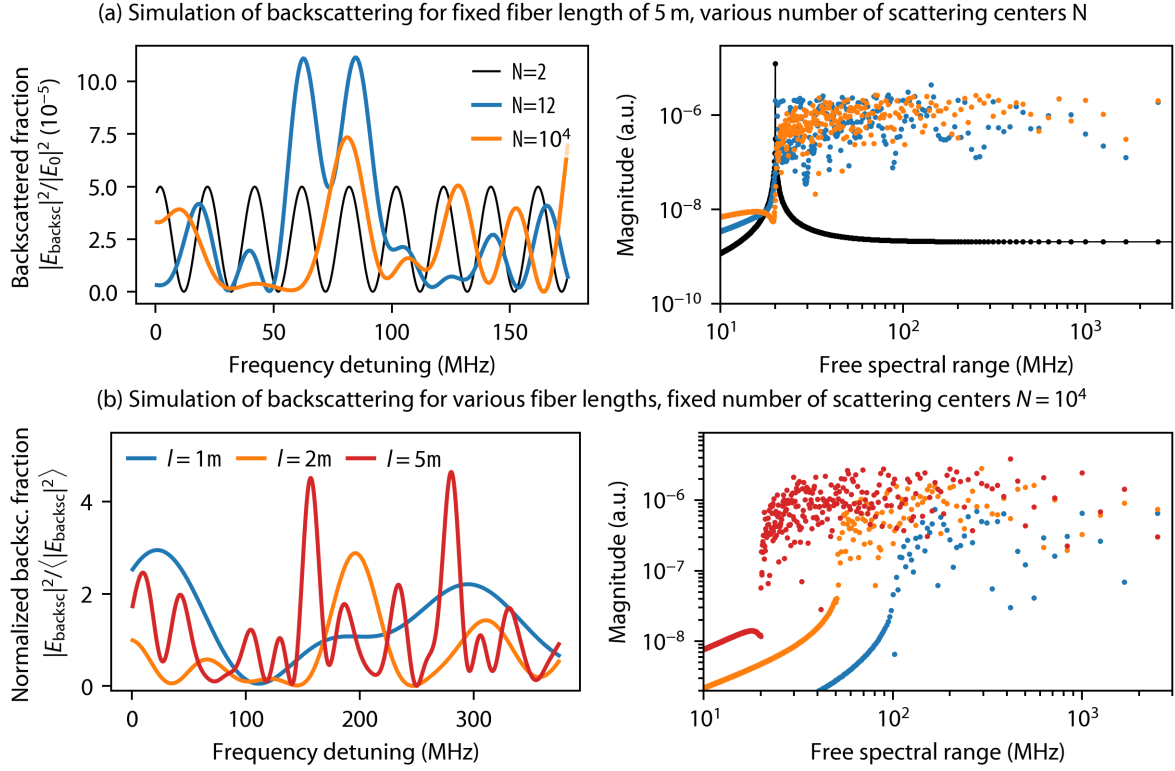 (a) Simulation of backscattering for fixed fiber length of 5 m, various number of scattering centers N
Backscattered fraction
|E_backsc|²/|E₀|² (10⁻⁵)
10.0
7.5
5.0
2.5
0.0
N=2
N=12
N=10⁴
0 50 100 150
Frequency detuning (MHz)
Magnitude (a.u.)
10⁻⁶
10⁻⁸
10⁻¹⁰
10¹ 10² 10³
Free spectral range (MHz)
(b) Simulation of backscattering for various fiber lengths, fixed number of scattering centers N = 10⁴
Normalized backsc. fraction
|E_backsc|²/⟨|E_backsc|²⟩
4
2
0
l = 1m l = 2m l = 5m
0 100 200 300
Frequency detuning (MHz)
Magnitude (a.u.)
10⁻⁶
10⁻⁷
10⁻⁸
10¹ 10² 10³
Free spectral range (MHz)